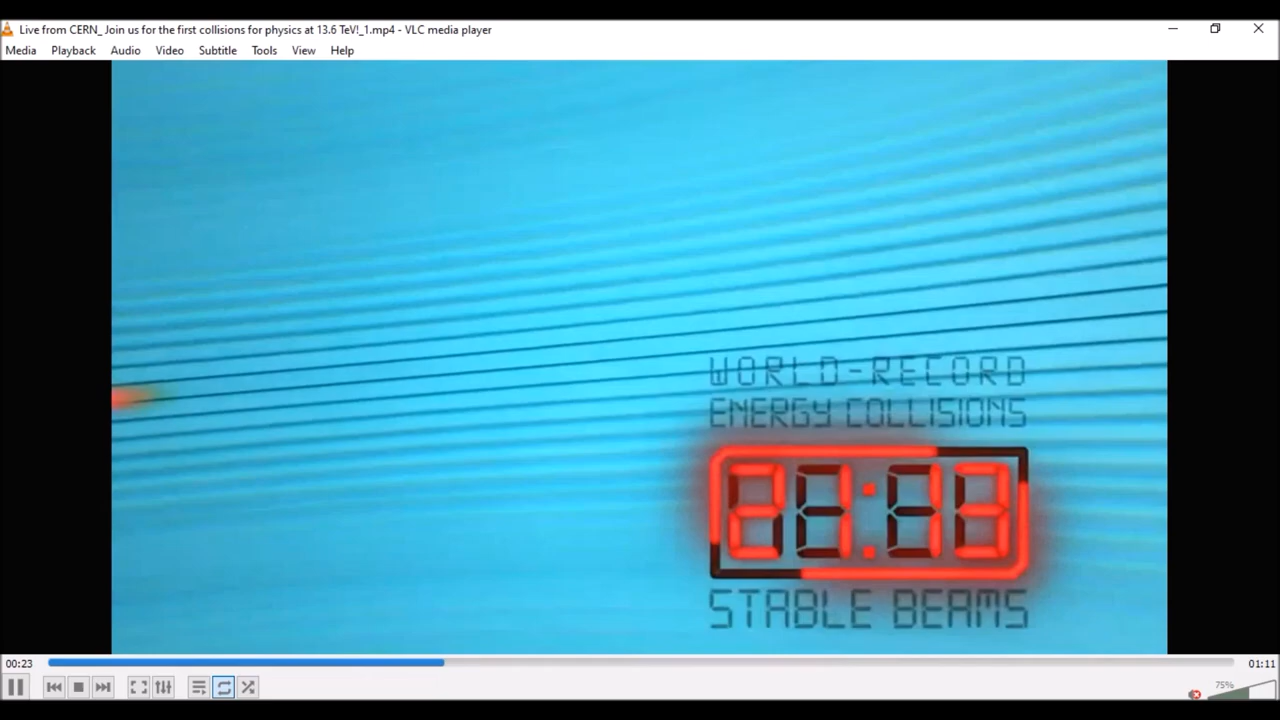 Live from CERN_ Join us for the first collisions for physics at 13.6 TeV!_1.mp4 - VLC media player
Media Playback Audio Video Subtitle Tools View Help
WORLD-RECORD
ENERGY COLLISIONS
21:13
STABLE BEAMS
00:23
01:11
75%